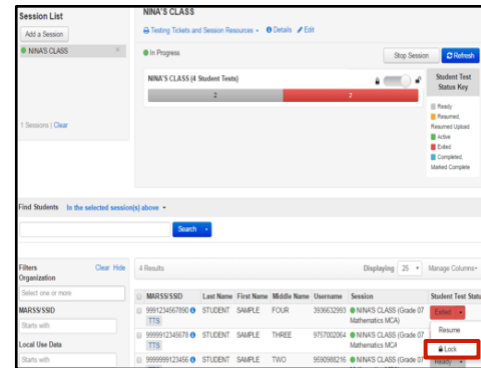 Session List
Add a Session
NINA'S CLASS
1 Sessions | Clear
NINA'S CLASS
Testing Tickets and Session Resources Details Edit
In Progress
Stop Session Refresh
NINA'S CLASS (4 Student Tests)
2 2
Student Test
Status Key
Ready
Resumed,
Resumed Upload
Active
Exited
Completed,
Marked Complete
Find Students In the selected session(s) above
Search
Filters Clear Hide
Organization
Select one or more
MARSS/SSID
Starts with
Local Use Data
Starts with
4 Results Displaying 25 Manage Columns
MARSS/SSID Last Name First Name Middle Name Username Session Student Test Statu
9991234567890 STUDENT SAMPLE FOUR 3936632993 NINA'S CLASS (Grade 07 Exited
TTS Mathematics MCA)
Resume
9999912345678 STUDENT SAMPLE THREE 9757002064 NINA'S CLASS (Grade 07
TTS Mathematics MCA
Lock
9999999123456 STUDENT SAMPLE TWO 9590988216 NINA'S CLASS (Grade 07 Ready
TTS Mathematics MCA)